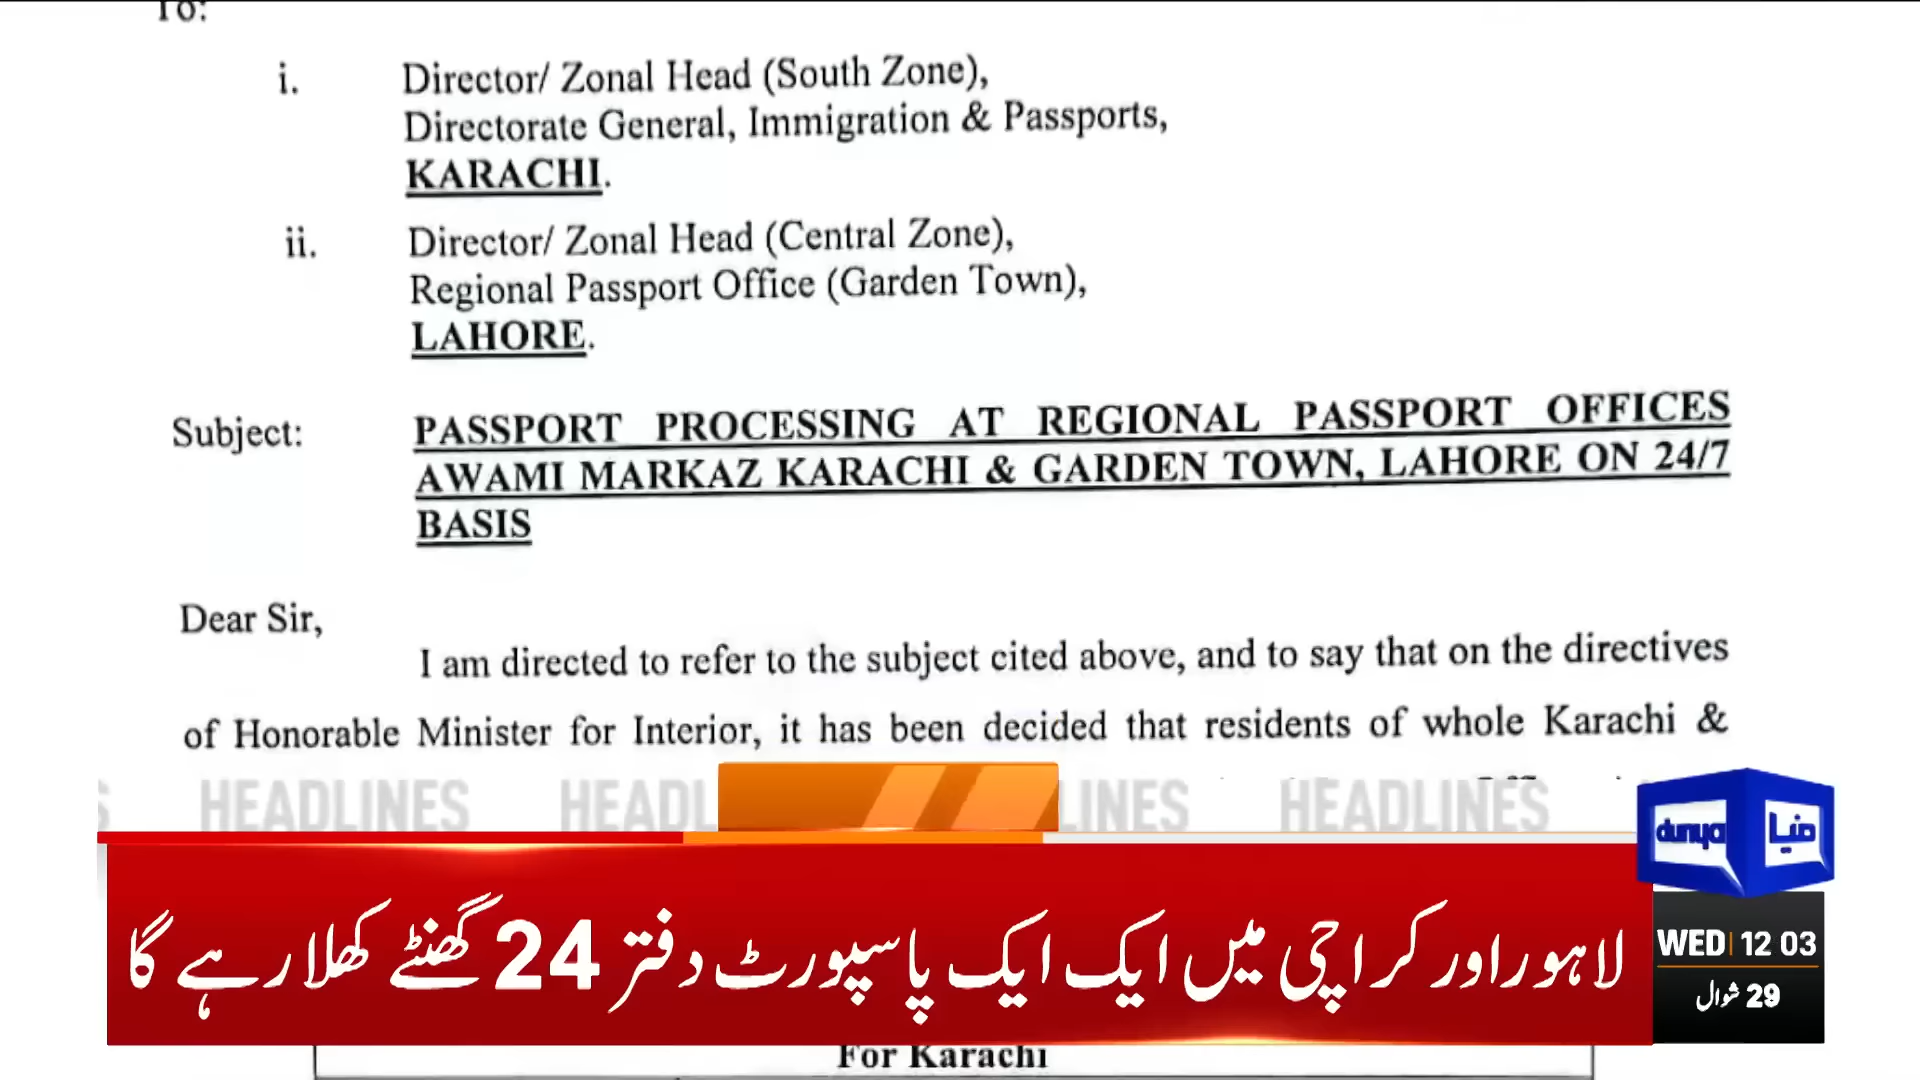 To:
i. Director/ Zonal Head (South Zone),
Directorate General, Immigration & Passports,
KARACHI.
ii. Director/ Zonal Head (Central Zone),
Regional Passport Office (Garden Town),
LAHORE.
Subject: PASSPORT PROCESSING AT REGIONAL PASSPORT OFFICES
AWAMI MARKAZ KARACHI & GARDEN TOWN, LAHORE ON 24/7
BASIS
Dear Sir,
I am directed to refer to the subject cited above, and to say that on the directives
of Honorable Minister for Interior, it has been decided that residents of whole Karachi &
HEADLINES HEADLINES HEADLINES
dunya دنیا
لاہور اور کراچی میں ایک ایک پاسپورٹ دفتر 24 گھنٹے کھلا رہے گا
WED 12 03
29 شوال
For Karachi